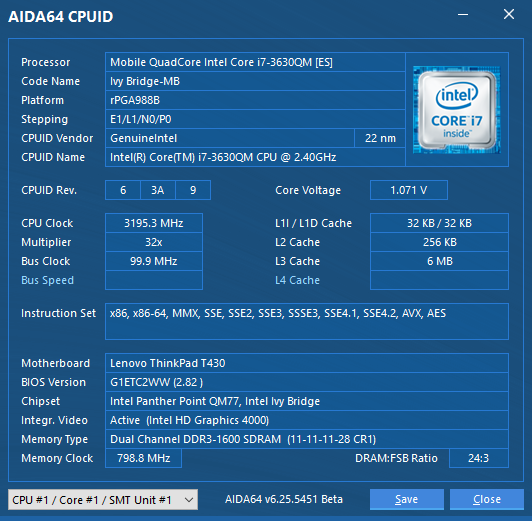 AIDA64 CPUID
Processor Mobile QuadCore Intel Core i7-3630QM [ES]
Code Name Ivy Bridge-MB
Platform rPGA988B
Stepping E1/L1/N0/P0
CPUID Vendor GenuineIntel 22 nm
CPUID Name Intel(R) Core(TM) i7-3630QM CPU @ 2.40GHz
intel
CORE i7
inside™
CPUID Rev. 6 3A 9 Core Voltage 1.071 V
CPU Clock 3195.3 MHz L1I / L1D Cache 32 KB / 32 KB
Multiplier 32x L2 Cache 256 KB
Bus Clock 99.9 MHz L3 Cache 6 MB
Bus Speed L4 Cache
Instruction Set x86, x86-64, MMX, SSE, SSE2, SSE3, SSSE3, SSE4.1, SSE4.2, AVX, AES
Motherboard Lenovo ThinkPad T430
BIOS Version G1ETC2WW (2.82 )
Chipset Intel Panther Point QM77, Intel Ivy Bridge
Integr. Video Active (Intel HD Graphics 4000)
Memory Type Dual Channel DDR3-1600 SDRAM (11-11-11-28 CR1)
Memory Clock 798.8 MHz DRAM:FSB Ratio 24:3
CPU #1 / Core #1 / SMT Unit #1 AIDA64 v6.25.5451 Beta Save Close